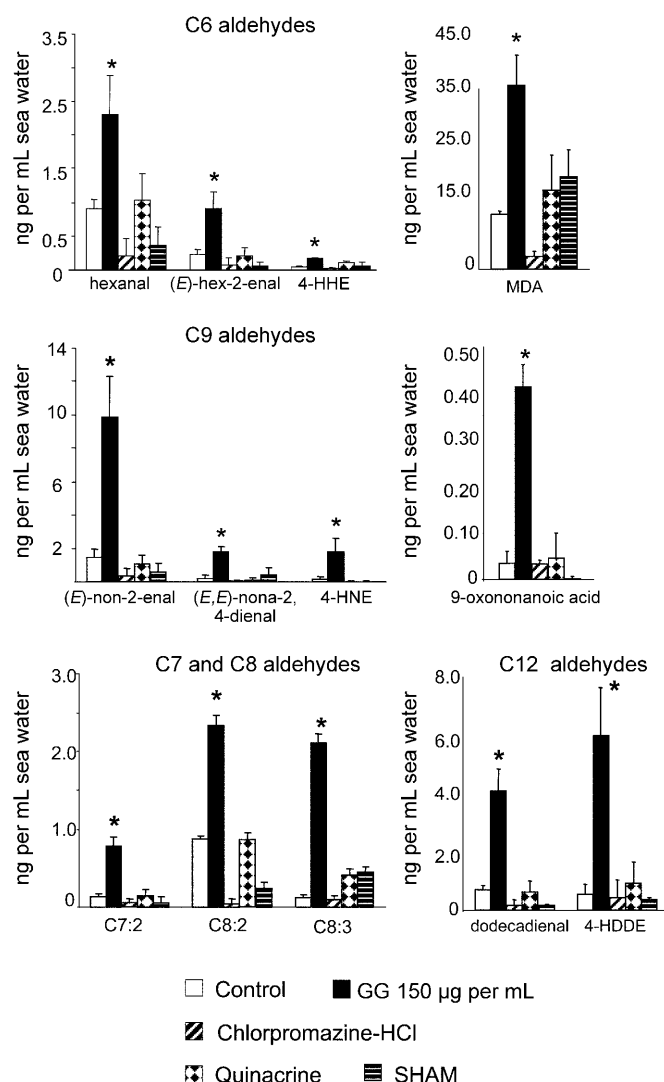 C6 aldehydes
ng per mL sea water
3.5
2.5
1.5
0.5
0
*
*
*
hexanal
(E)-hex-2-enal
4-HHE
ng per mL sea water
45.0
35.0
25.0
15.0
0
*
MDA
C9 aldehydes
ng per mL sea water
14
10
6
2
*
*
*
(E)-non-2-enal
(E,E)-nona-2,
4-dienal
4-HNE
ng per mL sea water
0.50
0.40
0.30
0.20
0.10
0
*
9-oxononanoic acid
C7 and C8 aldehydes
ng per mL sea water
3.0
2.0
1.0
0
*
*
*
C7:2
C8:2
C8:3
C12 aldehydes
ng per mL sea water
8.0
6.0
4.0
2.0
0
*
*
dodecadienal
4-HDDE
Control
GG 150 µg per mL
Chlorpromazine-HCl
Quinacrine
SHAM